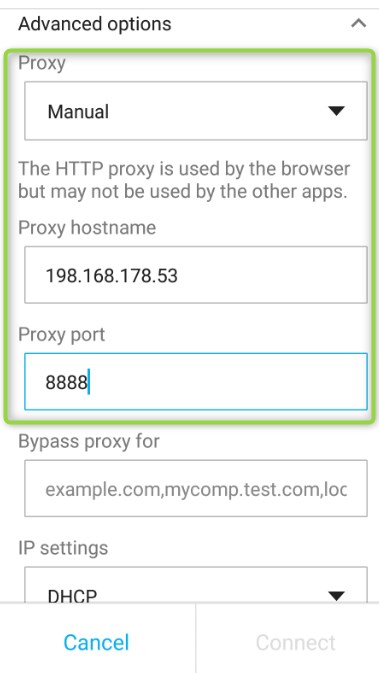 Advanced options
Proxy
Manual
The HTTP proxy is used by the browser
but may not be used by the other apps.
Proxy hostname
198.168.178.53
Proxy port
8888
Bypass proxy for
example.com,mycomp.test.com,loc
IP settings
DHCP
Cancel
Connect